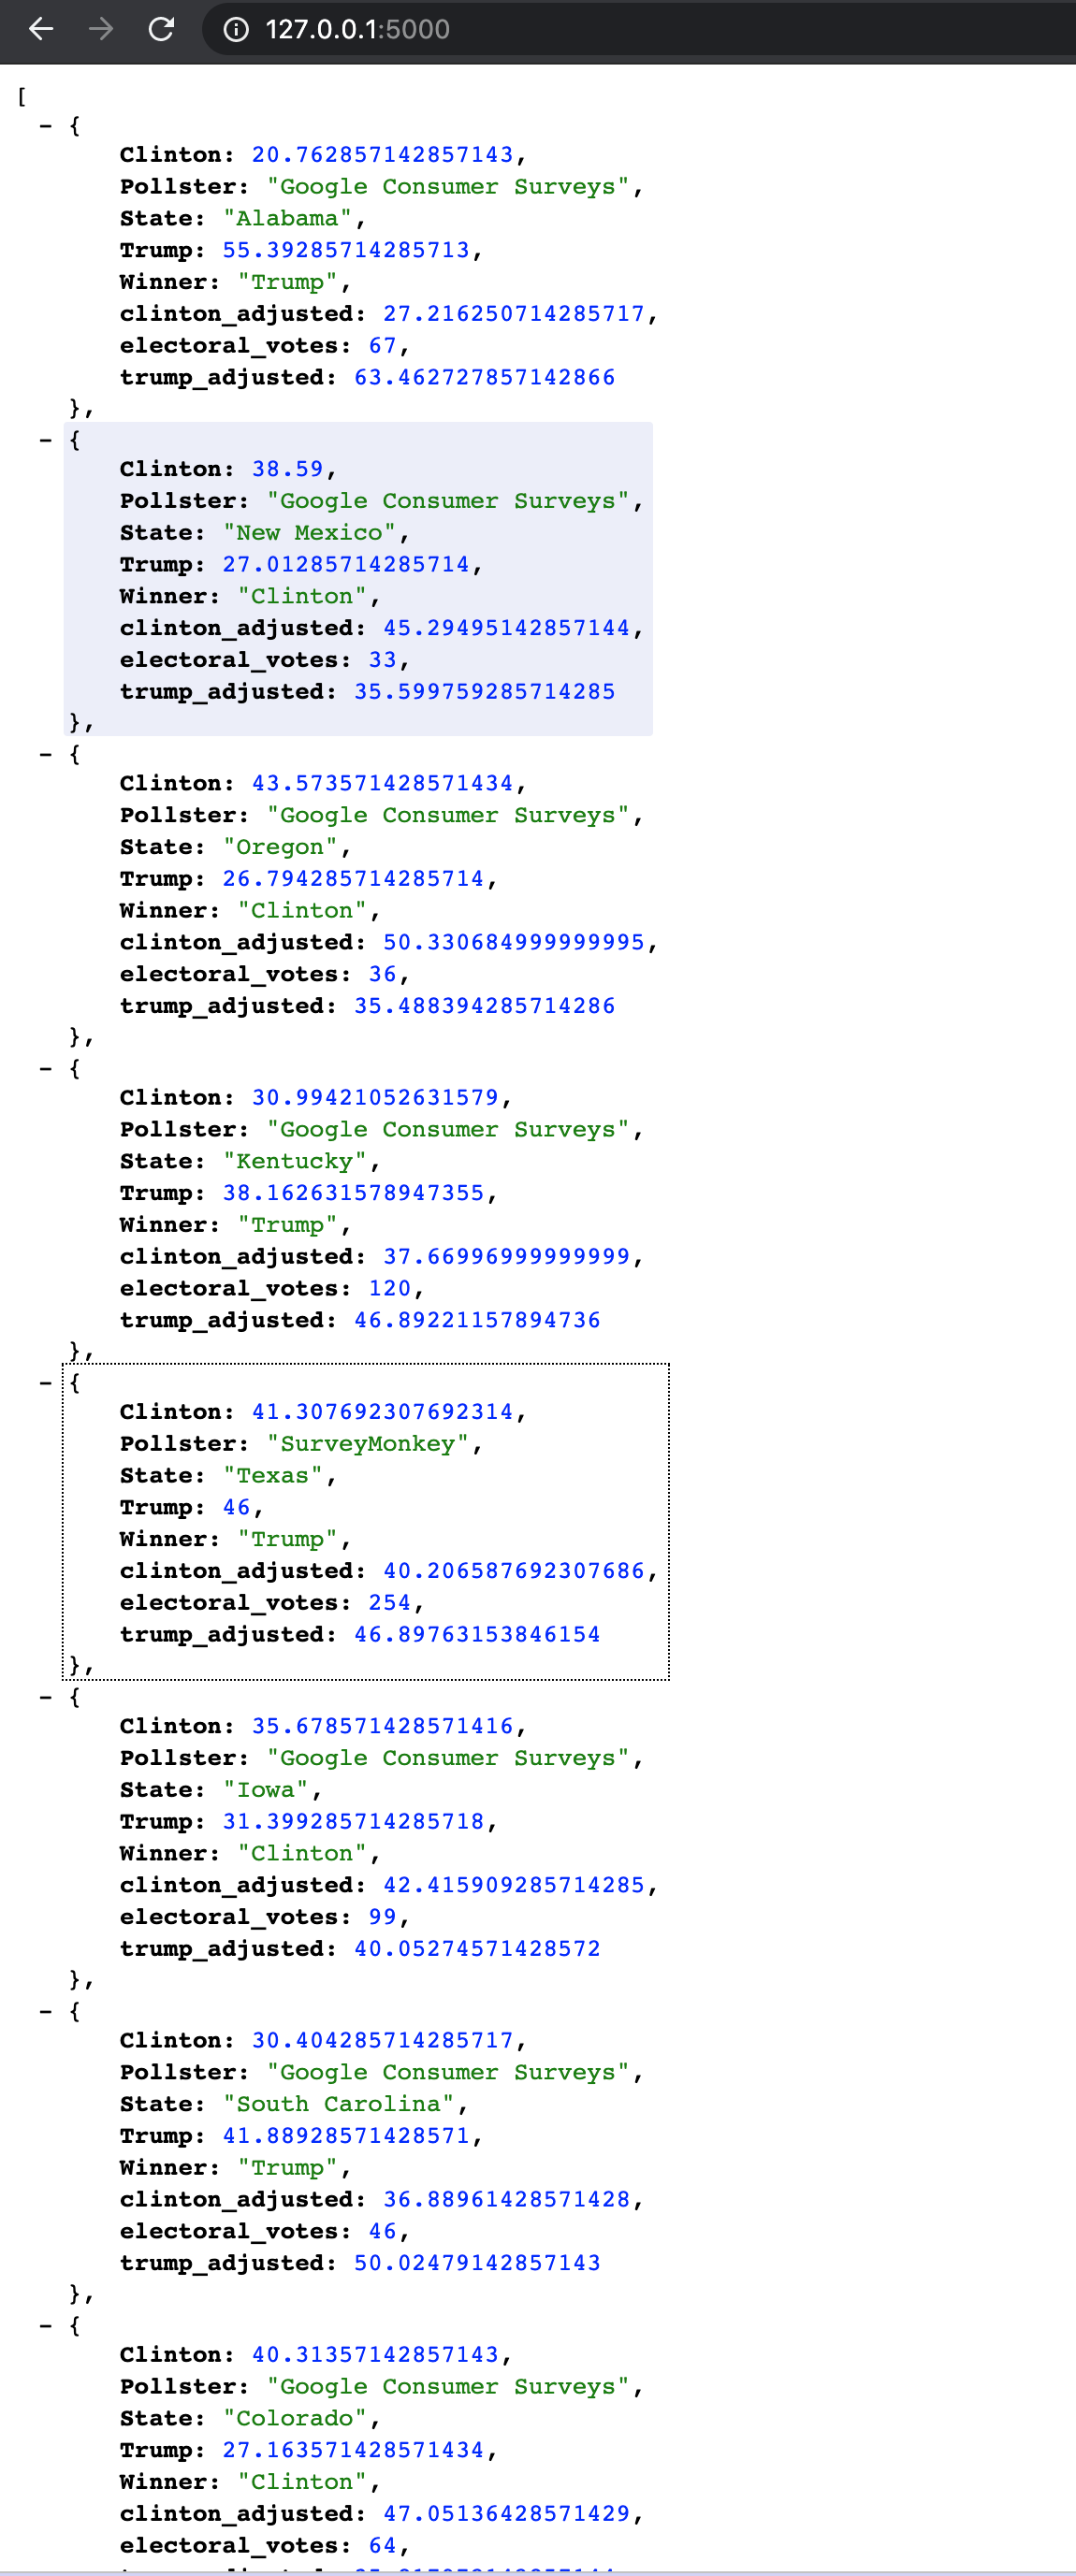 127.0.0.1:5000
[
- {
Clinton: 20.762857142857143,
Pollster: "Google Consumer Surveys",
State: "Alabama",
Trump: 55.39285714285713,
Winner: "Trump",
clinton_adjusted: 27.216250714285717,
electoral_votes: 67,
trump_adjusted: 63.462727857142866
},
- {
Clinton: 38.59,
Pollster: "Google Consumer Surveys",
State: "New Mexico",
Trump: 27.01285714285714,
Winner: "Clinton",
clinton_adjusted: 45.29495142857144,
electoral_votes: 33,
trump_adjusted: 35.599759285714285
},
- {
Clinton: 43.573571428571434,
Pollster: "Google Consumer Surveys",
State: "Oregon",
Trump: 26.794285714285714,
Winner: "Clinton",
clinton_adjusted: 50.330684999999995,
electoral_votes: 36,
trump_adjusted: 35.488394285714286
},
- {
Clinton: 30.99421052631579,
Pollster: "Google Consumer Surveys",
State: "Kentucky",
Trump: 38.162631578947355,
Winner: "Trump",
clinton_adjusted: 37.66996999999999,
electoral_votes: 120,
trump_adjusted: 46.89221157894736
},
- {
Clinton: 41.307692307692314,
Pollster: "SurveyMonkey",
State: "Texas",
Trump: 46,
Winner: "Trump",
clinton_adjusted: 40.206587692307686,
electoral_votes: 254,
trump_adjusted: 46.89763153846154
},
- {
Clinton: 35.678571428571416,
Pollster: "Google Consumer Surveys",
State: "Iowa",
Trump: 31.399285714285718,
Winner: "Clinton",
clinton_adjusted: 42.415909285714285,
electoral_votes: 99,
trump_adjusted: 40.05274571428572
},
- {
Clinton: 30.404285714285717,
Pollster: "Google Consumer Surveys",
State: "South Carolina",
Trump: 41.88928571428571,
Winner: "Trump",
clinton_adjusted: 36.88961428571428,
electoral_votes: 46,
trump_adjusted: 50.02479142857143
},
- {
Clinton: 40.31357142857143,
Pollster: "Google Consumer Surveys",
State: "Colorado",
Trump: 27.163571428571434,
Winner: "Clinton",
clinton_adjusted: 47.05136428571429,
electoral_votes: 64,